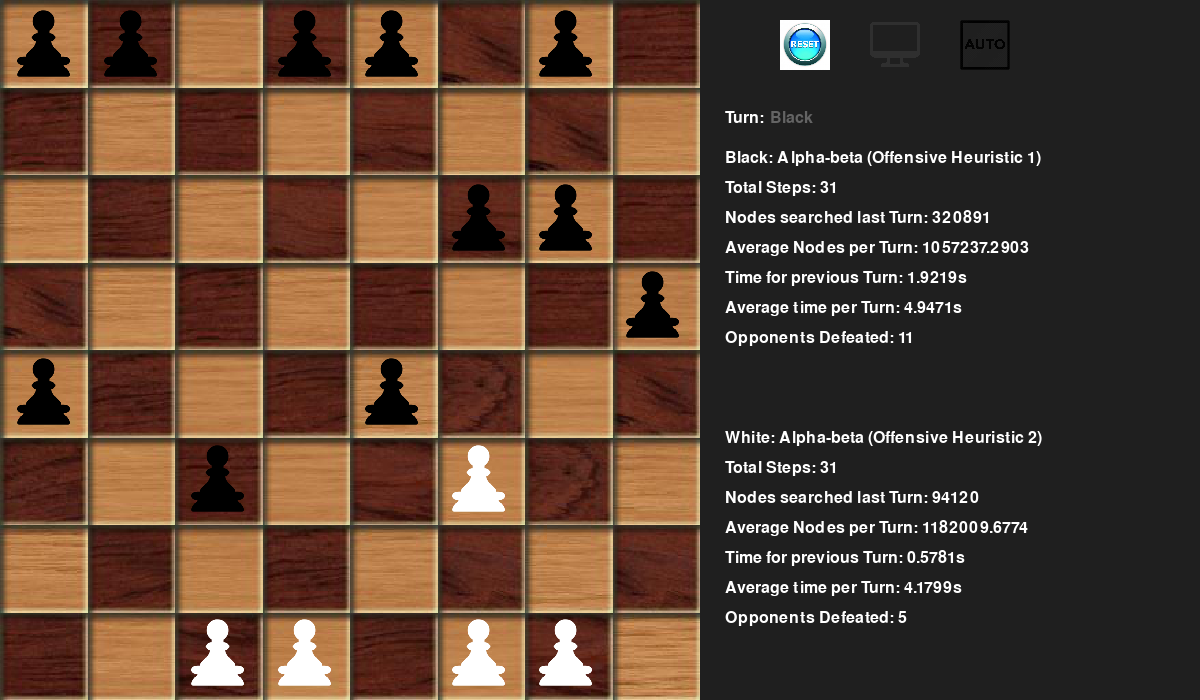 RESET
AUTO
Turn: Black
Black: Alpha-beta (Offensive Heuristic 1)
Total Steps: 31
Nodes searched last Turn: 320891
Average Nodes per Turn: 1057237.2903
Time for previous Turn: 1.9219s
Average time per Turn: 4.9471s
Opponents Defeated: 11
White: Alpha-beta (Offensive Heuristic 2)
Total Steps: 31
Nodes searched last Turn: 94120
Average Nodes per Turn: 1182009.6774
Time for previous Turn: 0.5781s
Average time per Turn: 4.1799s
Opponents Defeated: 5